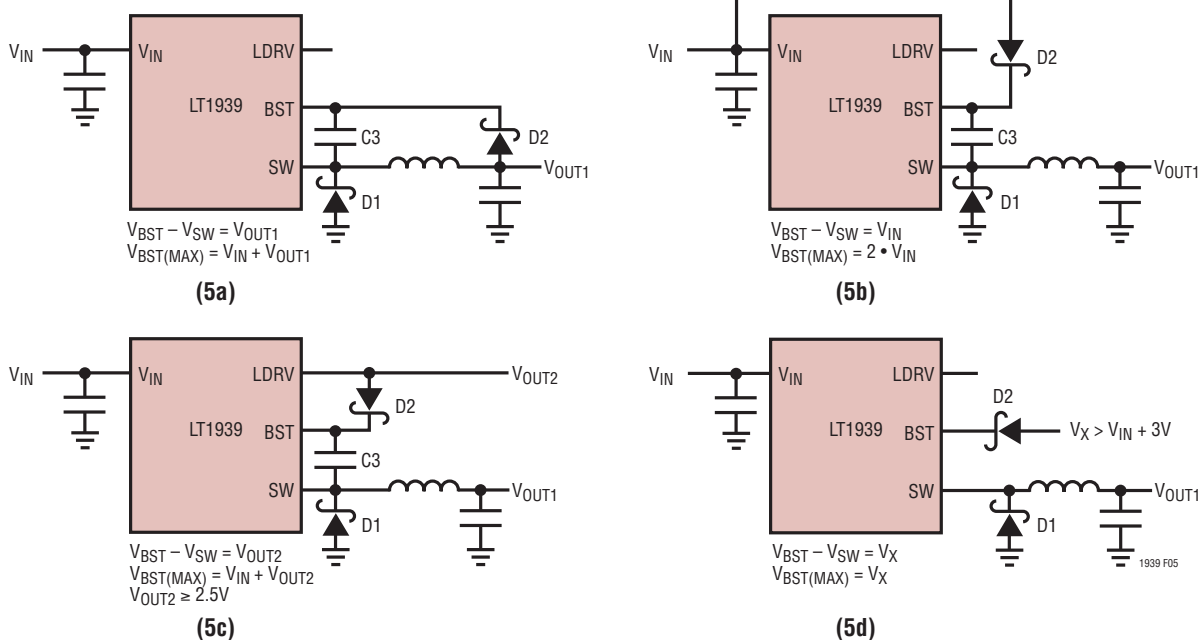 VIN
VIN
LDRV
LT1939
BST
C3
D2
SW
VOUT1
D1
VBST – VSW = VOUT1
VBST(MAX) = VIN + VOUT1
(5a)
VIN
VIN
LDRV
D2
LT1939
BST
C3
SW
VOUT1
D1
VBST – VSW = VIN
VBST(MAX) = 2 • VIN
(5b)
VIN
VIN
LDRV
VOUT2
D2
LT1939
BST
C3
SW
VOUT1
D1
VBST – VSW = VOUT2
VBST(MAX) = VIN + VOUT2
VOUT2 ≥ 2.5V
(5c)
VIN
VIN
LDRV
D2
LT1939
BST
VX > VIN + 3V
SW
VOUT1
D1
VBST – VSW = VX
VBST(MAX) = VX
1939 F05
(5d)